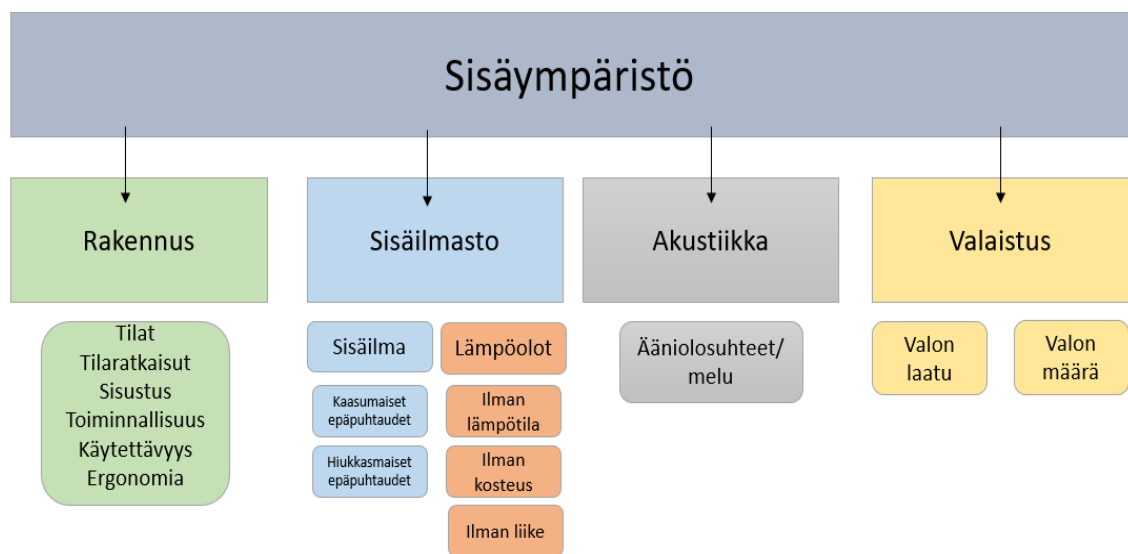 Sisäympäristö
Rakennus
Sisäilmasto
Akustiikka
Valaistus
Tilat
Tilaratkaisut
Sisustus
Toiminnallisuus
Käytettävyys
Ergonomia
Sisäilma
Kaasumaiset
epäpuhtaudet
Hiukkasmaiset
epäpuhtaudet
Lämpöolot
Ilman
lämpötila
Ilman
kosteus
Ilman liike
Ääniolosuhteet/
melu
Valon
laatu
Valon
määrä